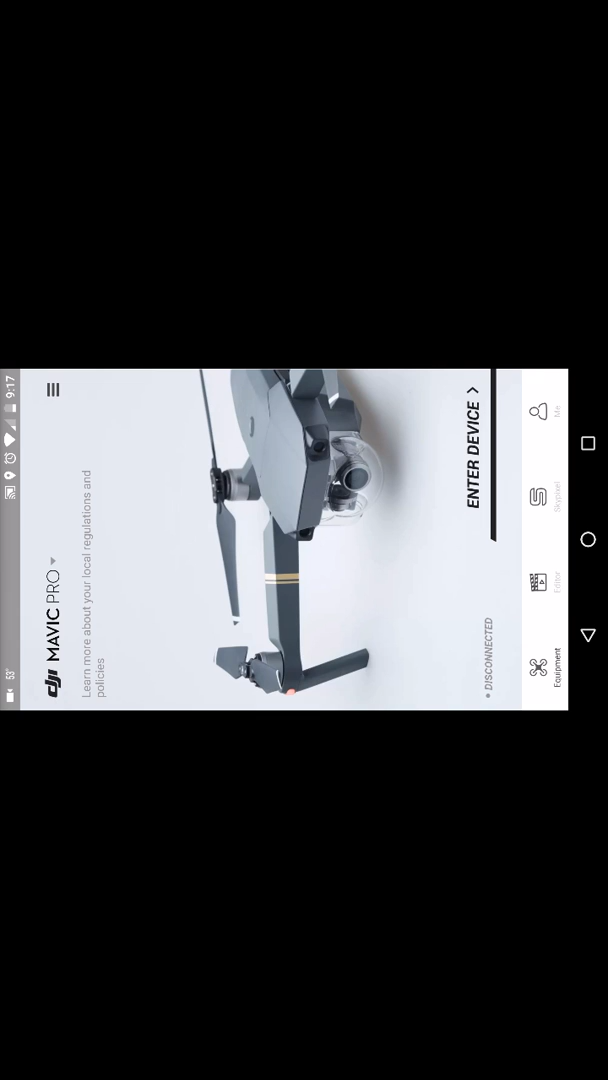 53° 9:17
dji MAVIC PRO
Learn more about your local regulations and
policies
DISCONNECTED
ENTER DEVICE >
Equipment
Editor
Skypixel
Me